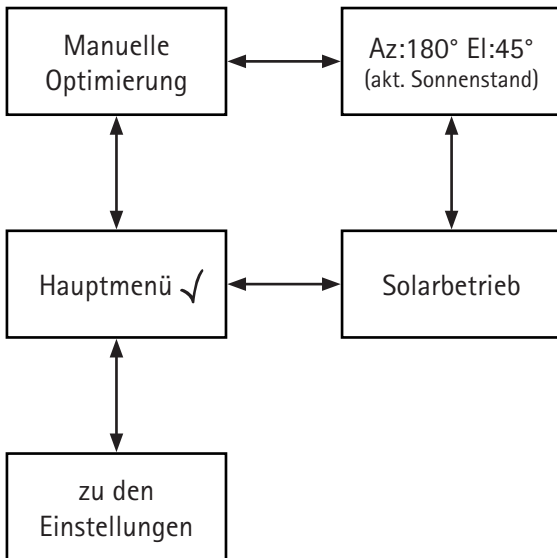 Manuelle
Optimierung
Az:180° El:45°
(akt. Sonnenstand)
Hauptmenü ✓
Solarbetrieb
zu den
Einstellungen